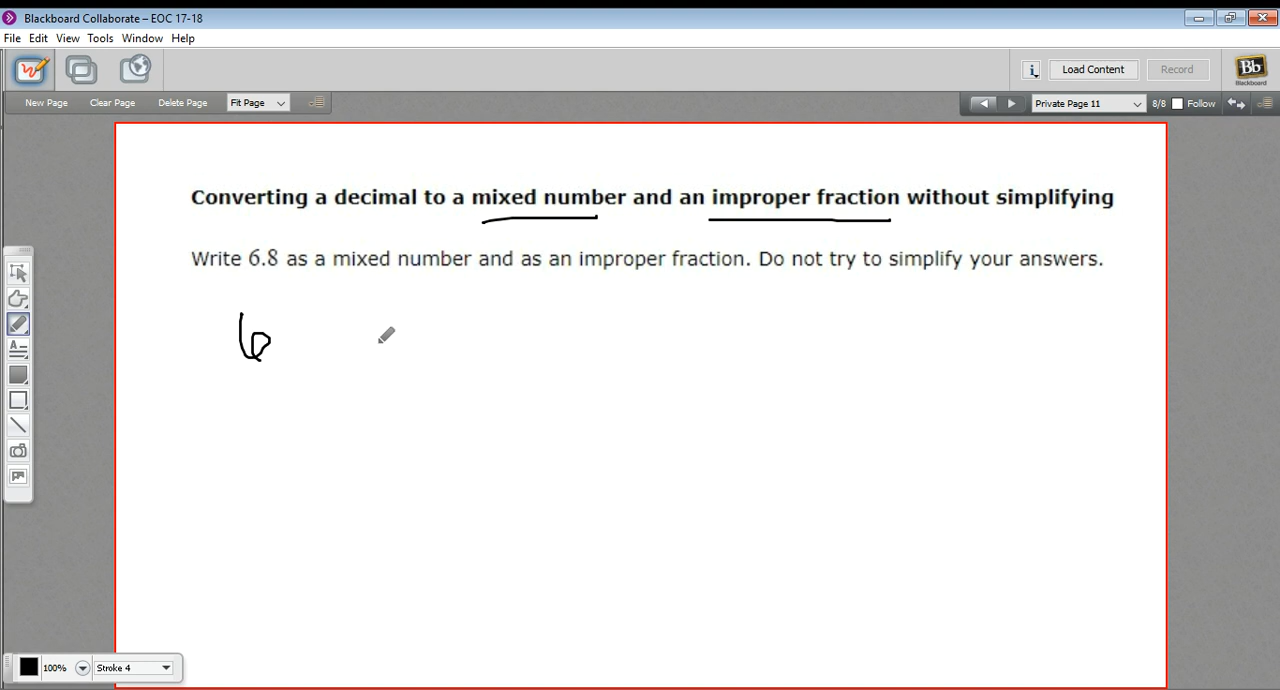 Blackboard Collaborate – EOC 17-18
File Edit View Tools Window Help
Load Content Record Bb
Blackboard
New Page Clear Page Delete Page Fit Page Private Page 11 8/8 Follow
Converting a decimal to a mixed number and an improper fraction without simplifying
Write 6.8 as a mixed number and as an improper fraction. Do not try to simplify your answers.
6
100% Stroke 4